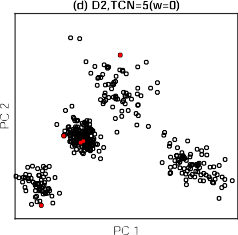 (d) D2,TCN=5(w=0)
PC 2
PC 1